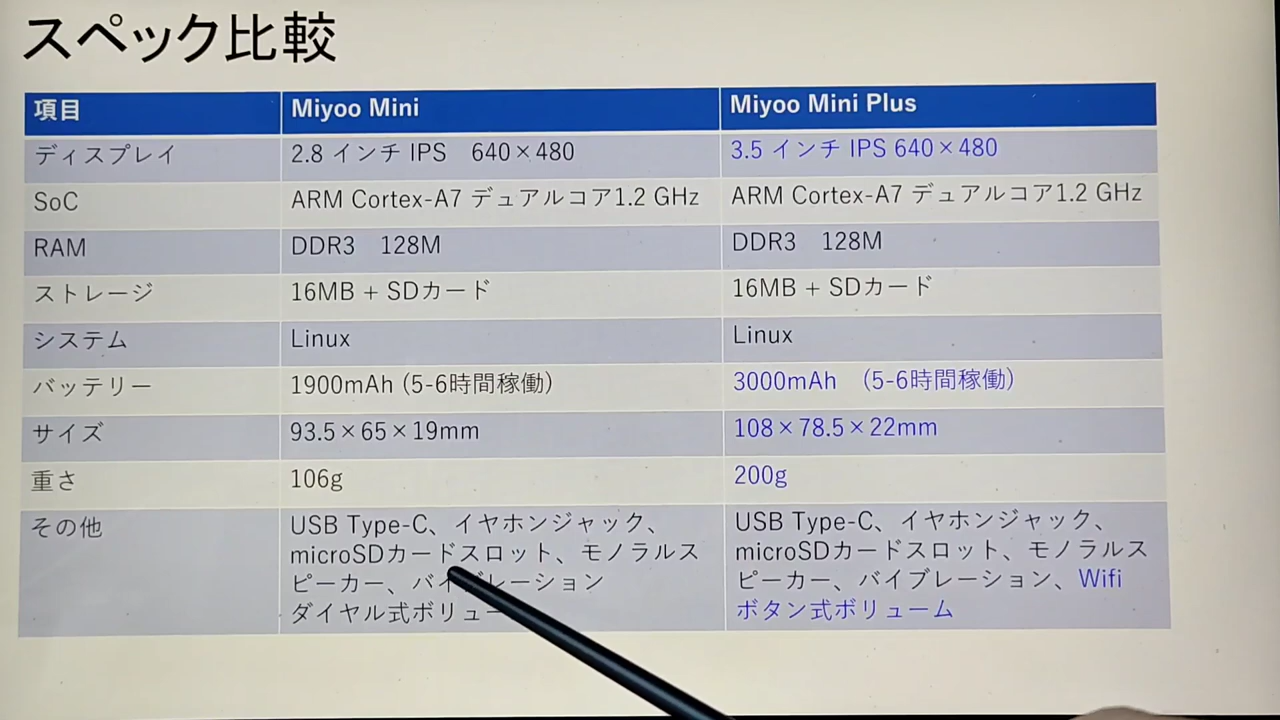 スペック比較
項目 Miyoo Mini Miyoo Mini Plus
ディスプレイ 2.8 インチ IPS　640×480 3.5 インチ IPS 640×480
SoC ARM Cortex-A7 デュアルコア1.2 GHz ARM Cortex-A7 デュアルコア1.2 GHz
RAM DDR3　128M DDR3　128M
ストレージ 16MB + SDカード 16MB + SDカード
システム Linux Linux
バッテリー 1900mAh (5-6時間稼働) 3000mAh　(5-6時間稼働)
サイズ 93.5×65×19mm 108×78.5×22mm
重さ 106g 200g
その他 USB Type-C、イヤホンジャック、 USB Type-C、イヤホンジャック、
microSDカードスロット、モノラルス microSDカードスロット、モノラルス
ピーカー、バイブレーション ピーカー、バイブレーション、Wifi
ダイヤル式ボリュー ボタン式ボリューム